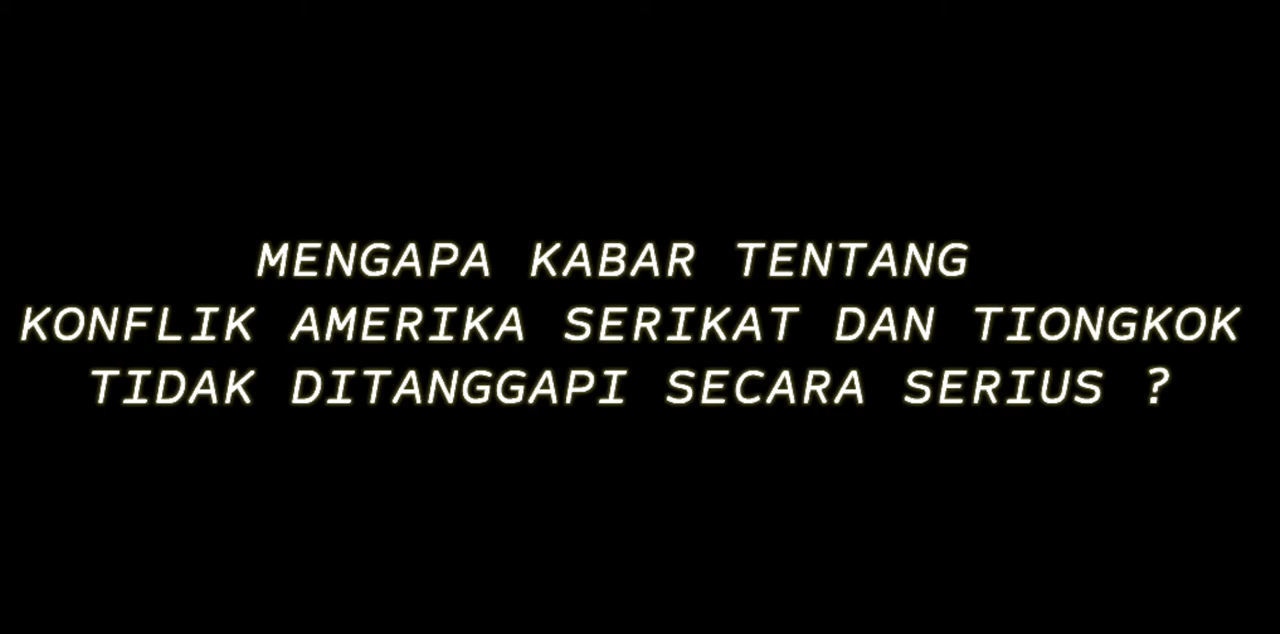 MENGAPA KABAR TENTANG
KONFLIK AMERIKA SERIKAT DAN TIONGKOK
TIDAK DITANGGAPI SECARA SERIUS ?